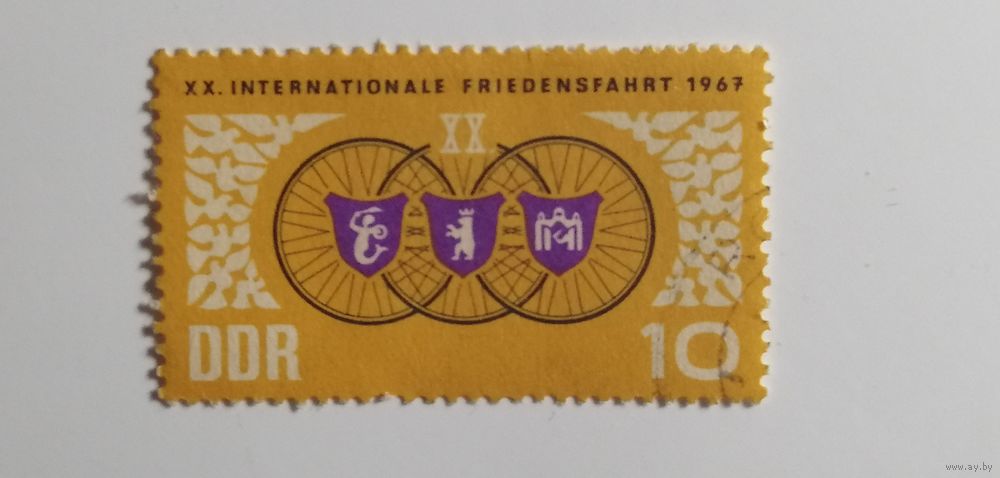 XX. INTERNATIONALE FRIEDENSFAHRT 1967
XX.
DDR
10
www.ay.by